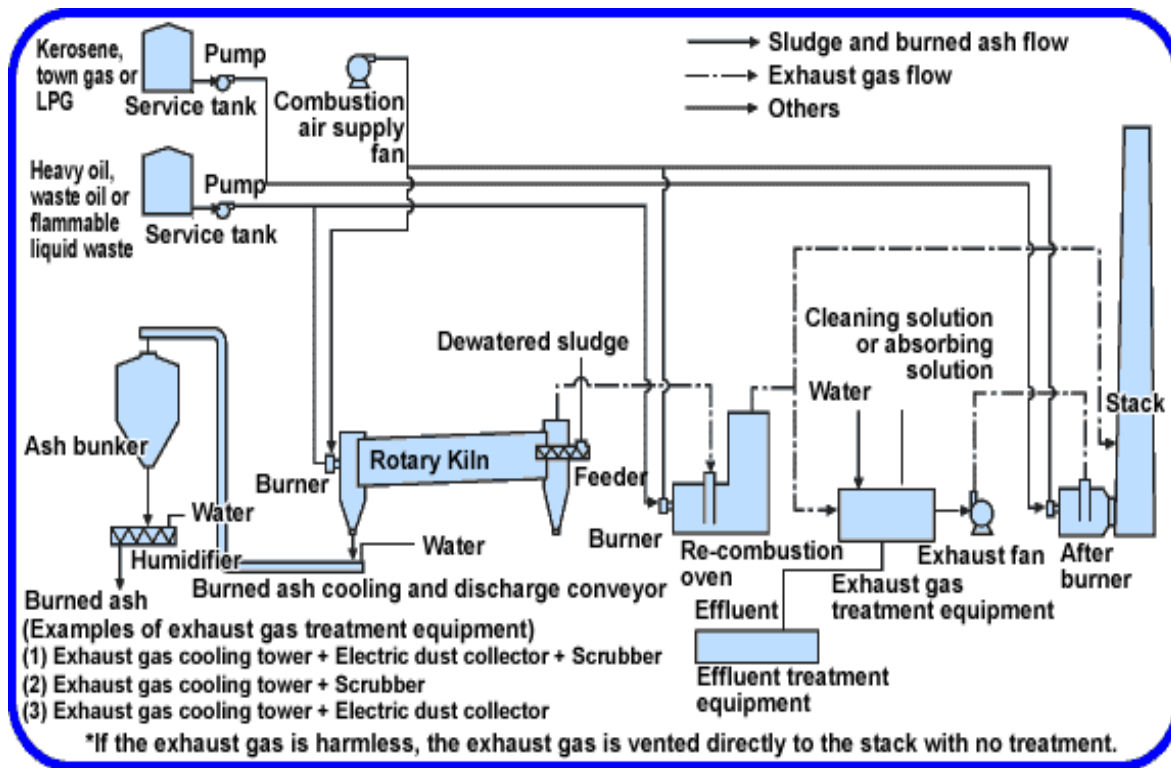 Kerosene,
town gas or
LPG
Pump
Service tank
Combustion
air supply
fan
Sludge and burned ash flow
Exhaust gas flow
Others
Heavy oil,
waste oil or
flammable
liquid waste
Pump
Service tank
Dewatered sludge
Cleaning solution
or absorbing
solution
Water
Stack
Ash bunker
Rotary Kiln
Burner
Feeder
Water
Humidifier
Water
Burner
Re-combustion
oven
Exhaust fan
After
burner
Exhaust gas
treatment equipment
Burned ash cooling and discharge conveyor
Burned ash
Effluent
Effluent treatment
equipment
(Examples of exhaust gas treatment equipment)
(1) Exhaust gas cooling tower + Electric dust collector + Scrubber
(2) Exhaust gas cooling tower + Scrubber
(3) Exhaust gas cooling tower + Electric dust collector
*If the exhaust gas is harmless, the exhaust gas is vented directly to the stack with no treatment.